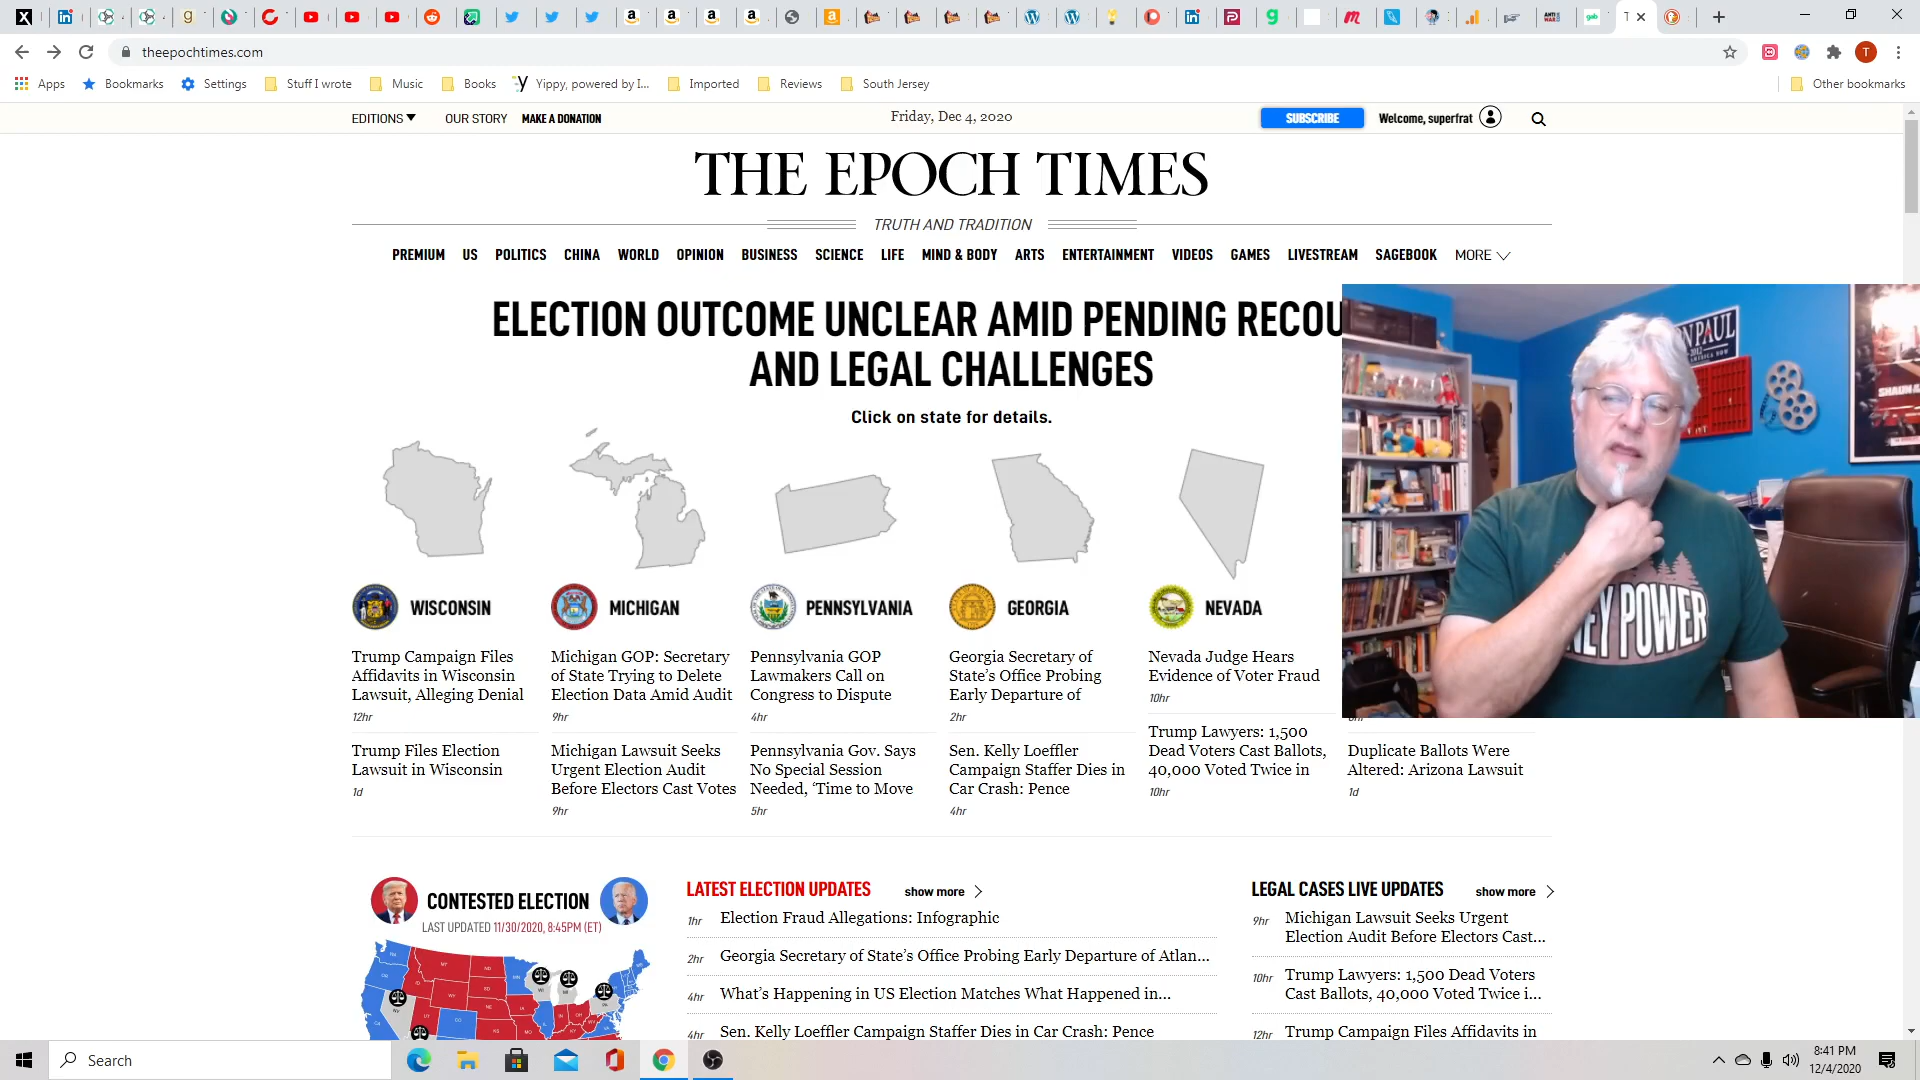 theepochtimes.com
Apps
Bookmarks
Settings
Stuff I wrote
Music
Books
Yippy, powered by I...
Imported
Reviews
South Jersey
Other bookmarks
EDITIONS
OUR STORY
MAKE A DONATION
Friday, Dec 4, 2020
SUBSCRIBE
Welcome, superfrat
THE EPOCH TIMES
TRUTH AND TRADITION
PREMIUM US POLITICS CHINA WORLD OPINION BUSINESS SCIENCE LIFE MIND & BODY ARTS ENTERTAINMENT VIDEOS GAMES LIVESTREAM SAGEBOOK MORE
ELECTION OUTCOME UNCLEAR AMID PENDING RECOU
AND LEGAL CHALLENGES
Click on state for details.
WISCONSIN
Trump Campaign Files
Affidavits in Wisconsin
Lawsuit, Alleging Denial
12hr
Trump Files Election
Lawsuit in Wisconsin
1d
MICHIGAN
Michigan GOP: Secretary
of State Trying to Delete
Election Data Amid Audit
9hr
Michigan Lawsuit Seeks
Urgent Election Audit
Before Electors Cast Votes
9hr
PENNSYLVANIA
Pennsylvania GOP
Lawmakers Call on
Congress to Dispute
4hr
Pennsylvania Gov. Says
No Special Session
Needed, ‘Time to Move
5hr
GEORGIA
Georgia Secretary of
State’s Office Probing
Early Departure of
2hr
Sen. Kelly Loeffler
Campaign Staffer Dies in
Car Crash: Pence
4hr
NEVADA
Nevada Judge Hears
Evidence of Voter Fraud
10hr
Trump Lawyers: 1,500
Dead Voters Cast Ballots,
40,000 Voted Twice in
10hr
Duplicate Ballots Were
Altered: Arizona Lawsuit
1d
NPAUL
2012
AMERICA NOW
SHAUN
EY POWER
CONTESTED ELECTION
LAST UPDATED 11/30/2020, 8:45PM (ET)
LATEST ELECTION UPDATES
show more
1hr Election Fraud Allegations: Infographic
2hr Georgia Secretary of State’s Office Probing Early Departure of Atlan...
4hr What’s Happening in US Election Matches What Happened in...
4hr Sen. Kelly Loeffler Campaign Staffer Dies in Car Crash: Pence
LEGAL CASES LIVE UPDATES
show more
9hr Michigan Lawsuit Seeks Urgent
Election Audit Before Electors Cast...
10hr Trump Lawyers: 1,500 Dead Voters
Cast Ballots, 40,000 Voted Twice i...
12hr Trump Campaign Files Affidavits in
Search
8:41 PM
12/4/2020